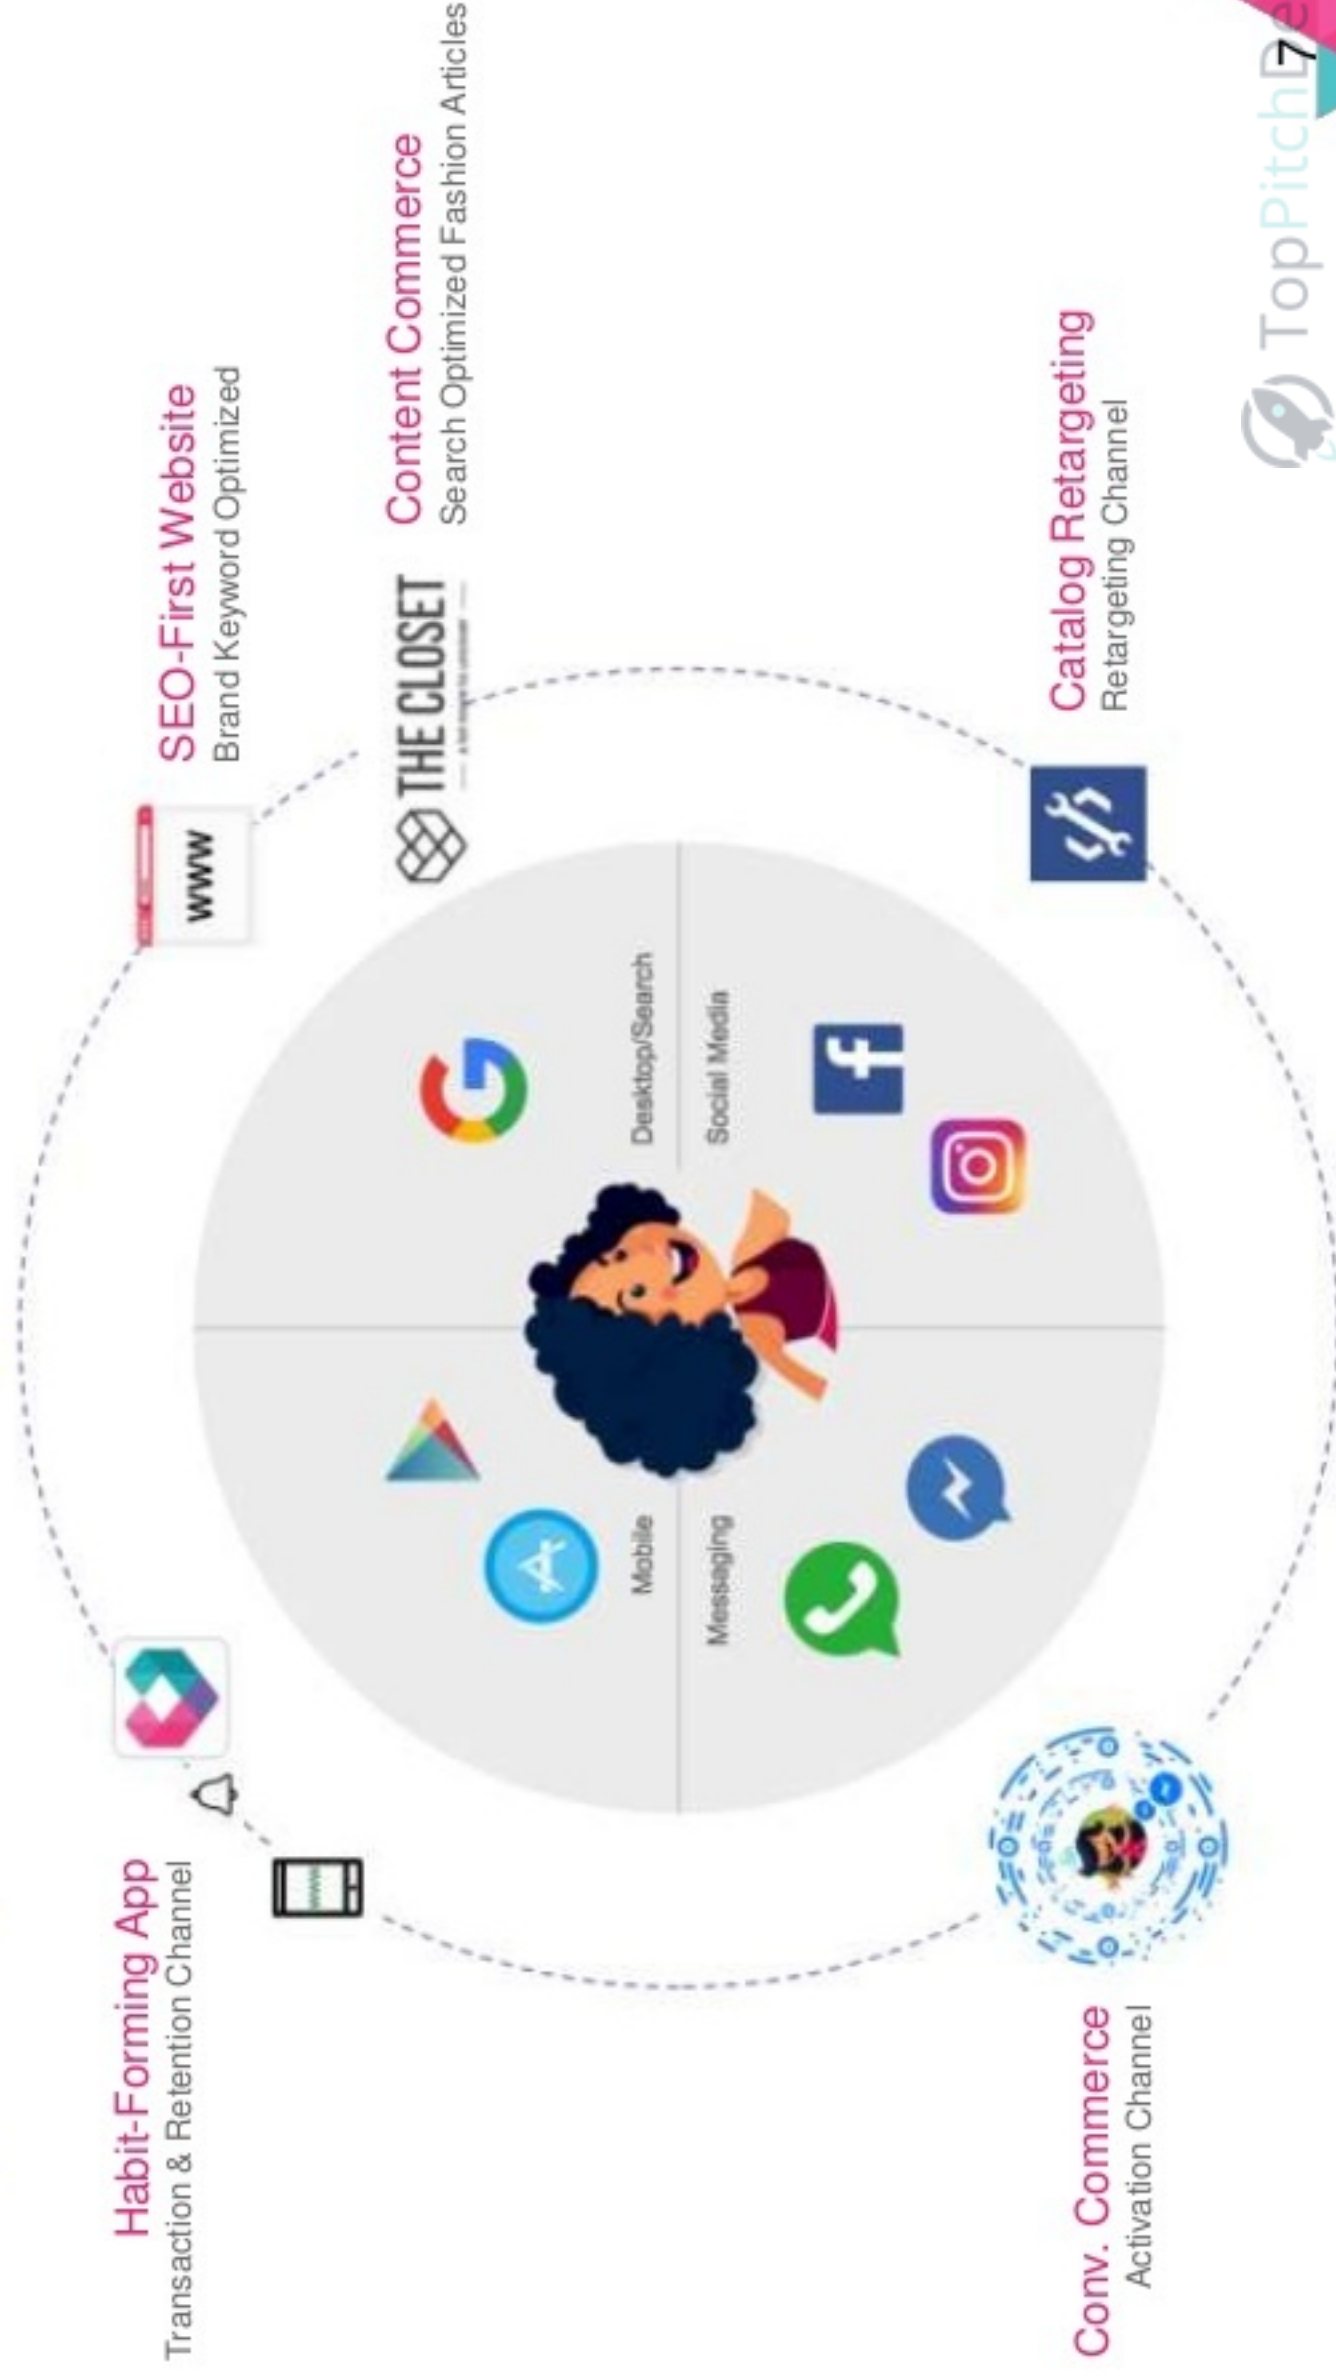 Habit-Forming App
Transaction & Retention Channel
SEO-First Website
Brand Keyword Optimized
www
THE CLOSET
Content Commerce
Search Optimized Fashion Articles
Mobile
Desktop/Search
Messaging
Social Media
f
Conv. Commerce
Activation Channel
Catalog Retargeting
Retargeting Channel
TopPitchDe
7